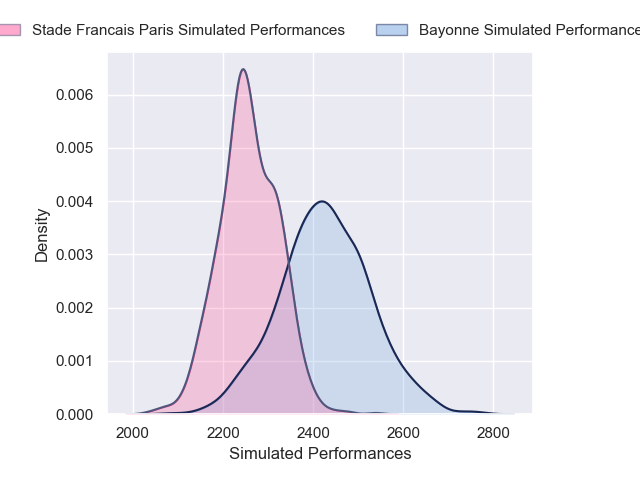 Stade Francais Paris Simulated Performances Bayonne Simulated Performance
0.006
0.005
0.004
0.003
0.002
0.001
0.000
Density
2000 2200 2400 2600 2800
Simulated Performances